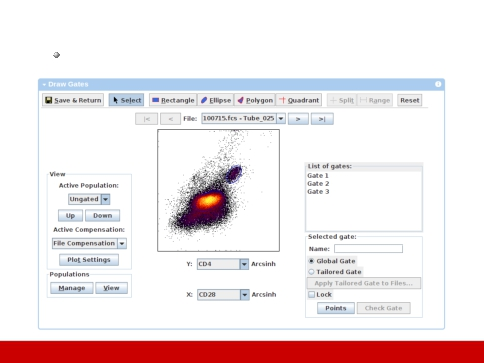 Draw Gates
Save & Return Select Rectangle Ellipse Polygon Quadrant Split Range Reset
|< < File: 100715.fcs - Tube_025 > >|
View
Active Population:
Ungated
Up Down
Active Compensation:
File Compensation
Plot Settings
Populations
Manage View
Y: CD4 Arcsinh
X: CD28 Arcsinh
List of gates:
Gate 1
Gate 2
Gate 3
Selected gate:
Name:
Global Gate
Tailored Gate
Apply Tailored Gate to Files...
Lock
Points Check Gate